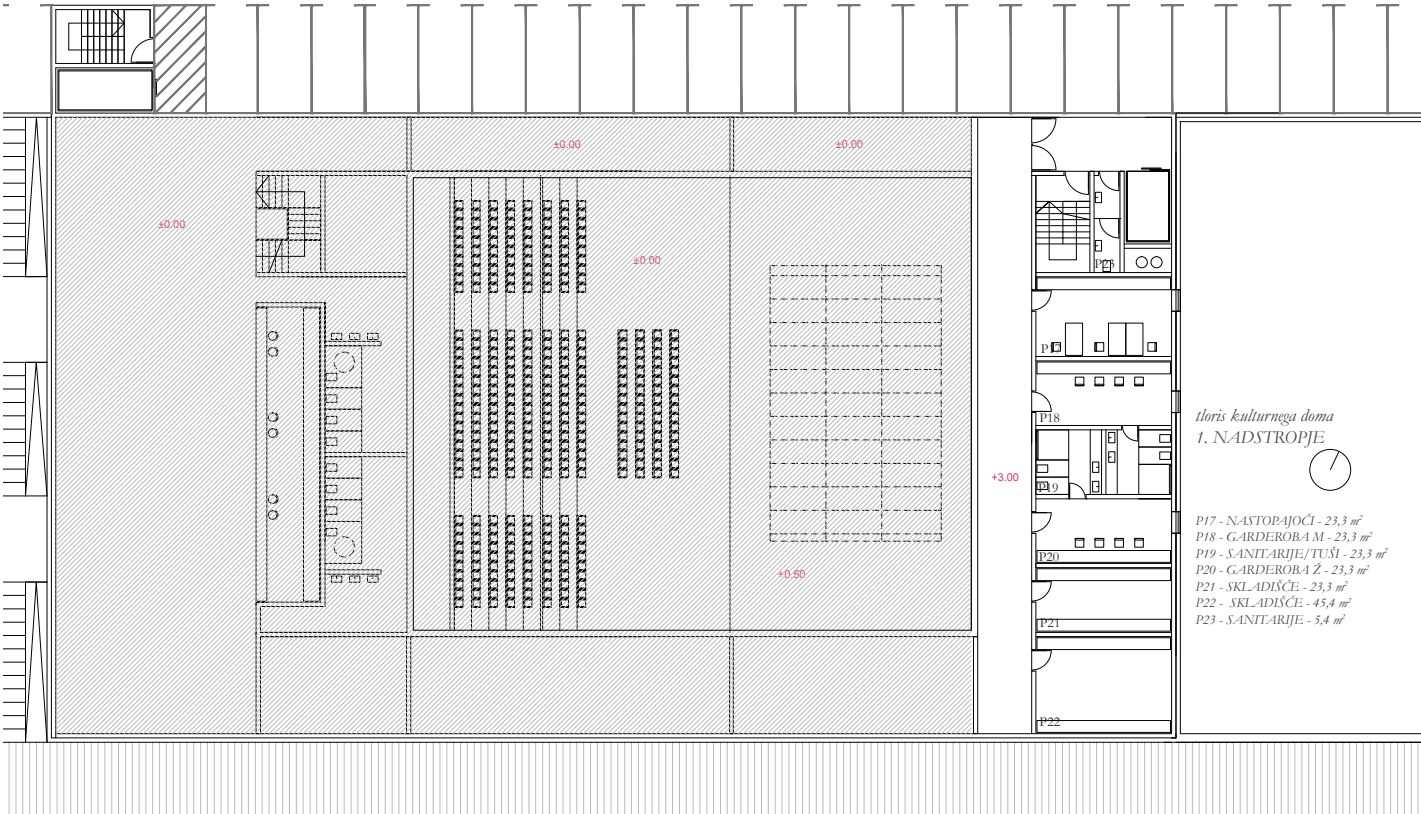 ±0.00
±0.00
±0.00
±0.00
P23
P17
P18
+3.00
P19
P20
+0.50
P21
P22
tloris kulturnega doma
1. NADSTROPJE
P17 - NASTOPAJOČI - 23,3 m²
P18 - GARDEROBA M - 23,3 m²
P19 - SANITARIJE/TUŠI - 23,3 m²
P20 - GARDEROBA Ž - 23,3 m²
P21 - SKLADIŠČE - 23,3 m²
P22 - SKLADIŠČE - 45,4 m²
P23 - SANITARIJE - 5,4 m²